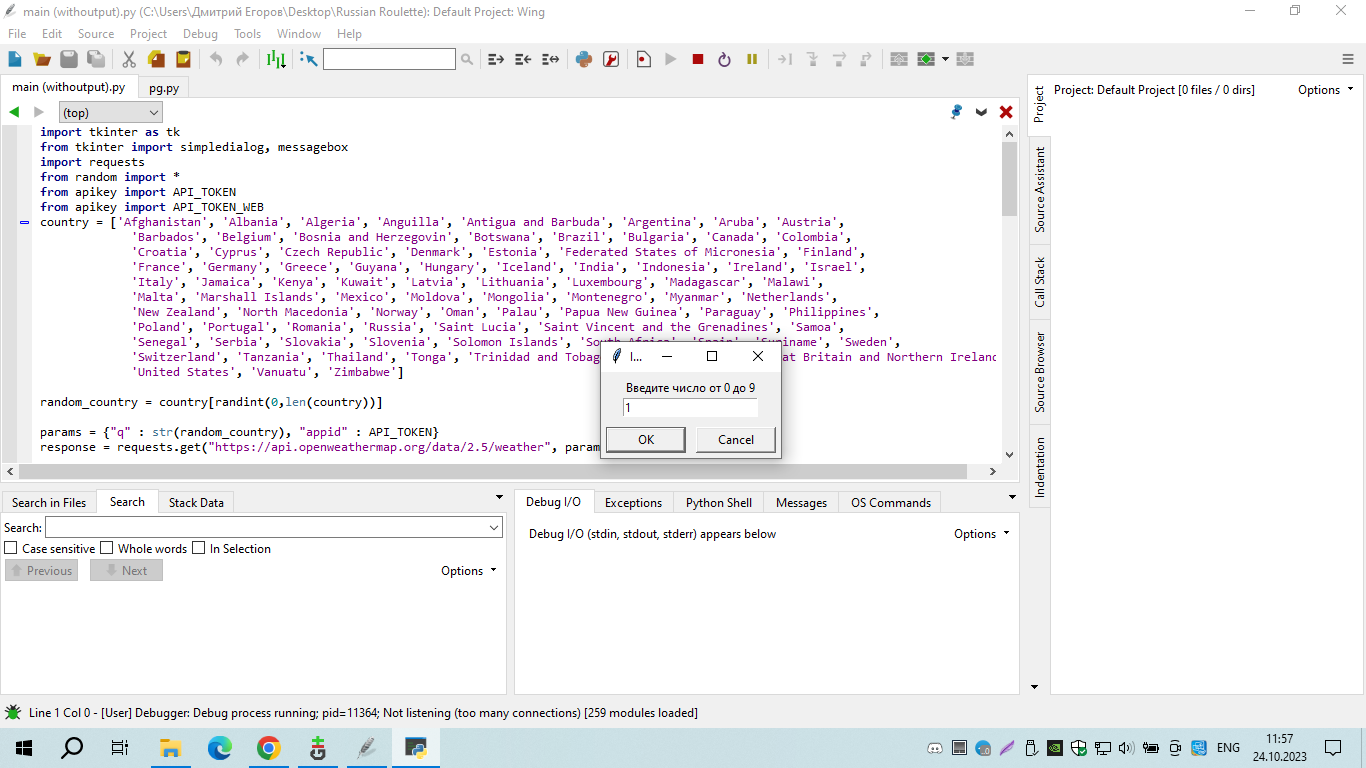 main (withoutput).py (C:\Users\Дмитрий Егоров\Desktop\Russian Roulette): Default Project: Wing
File Edit Source Project Debug Tools Window Help
main (withoutput).py pg.py
(top)
import tkinter as tk
from tkinter import simpledialog, messagebox
import requests
from random import *
from apikey import API_TOKEN
from apikey import API_TOKEN_WEB
country = ['Afghanistan', 'Albania', 'Algeria', 'Anguilla', 'Antigua and Barbuda', 'Argentina', 'Aruba', 'Austria',
'Barbados', 'Belgium', 'Bosnia and Herzegovin', 'Botswana', 'Brazil', 'Bulgaria', 'Canada', 'Colombia',
'Croatia', 'Cyprus', 'Czech Republic', 'Denmark', 'Estonia', 'Federated States of Micronesia', 'Finland',
'France', 'Germany', 'Greece', 'Guyana', 'Hungary', 'Iceland', 'India', 'Indonesia', 'Ireland', 'Israel',
'Italy', 'Jamaica', 'Kenya', 'Kuwait', 'Latvia', 'Lithuania', 'Luxembourg', 'Madagascar', 'Malawi',
'Malta', 'Marshall Islands', 'Mexico', 'Moldova', 'Mongolia', 'Montenegro', 'Myanmar', 'Netherlands',
'New Zealand', 'North Macedonia', 'Norway', 'Oman', 'Palau', 'Papua New Guinea', 'Paraguay', 'Philippines',
'Poland', 'Portugal', 'Romania', 'Russia', 'Saint Lucia', 'Saint Vincent and the Grenadines', 'Samoa',
'Senegal', 'Serbia', 'Slovakia', 'Slovenia', 'Solomon Islands', 'South Africa', 'Spain', 'Suriname', 'Sweden',
'Switzerland', 'Tanzania', 'Thailand', 'Tonga', 'Trinidad and Tobag at Britain and Northern Ireland
'United States', 'Vanuatu', 'Zimbabwe']
random_country = country[randint(0,len(country))]
params = {"q" : str(random_country), "appid" : API_TOKEN}
response = requests.get("https://api.openweathermap.org/data/2.5/weather", param
I...
Введите число от 0 до 9
1
OK Cancel
Project: Default Project [0 files / 0 dirs] Options
Project
Source Assistant
Call Stack
Source Browser
Indentation
Search in Files Search Stack Data
Search:
Case sensitive Whole words In Selection
Previous Next Options
Debug I/O Exceptions Python Shell Messages OS Commands
Debug I/O (stdin, stdout, stderr) appears below Options
Line 1 Col 0 - [User] Debugger: Debug process running; pid=11364; Not listening (too many connections) [259 modules loaded]
ENG
11:57
24.10.2023